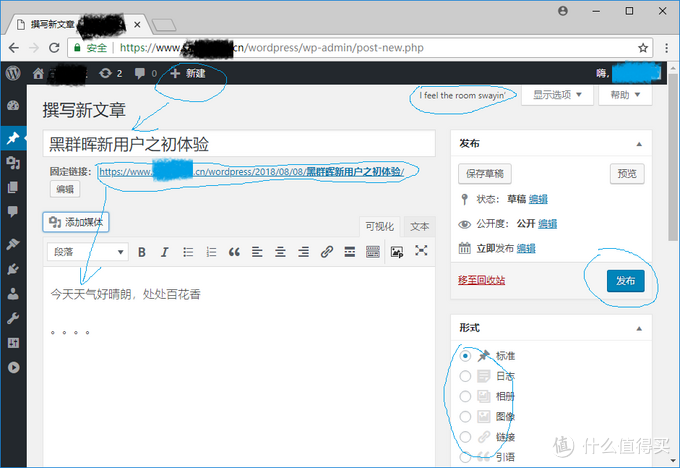 撰写新文章
安全 https://www. .cn/wordpress/wp-admin/post-new.php
2 0 新建 嗨,
I feel the room swayin' 显示选项 帮助
撰写新文章
黑群晖新用户之初体验
固定链接: https://www. .cn/wordpress/2018/08/08/黑群晖新用户之初体验/
编辑
添加媒体
可视化 文本
段落 B I
今天天气好晴朗,处处百花香
。。。。
发布
保存草稿 预览
状态: 草稿 编辑
公开度: 公开 编辑
立即发布 编辑
移至回收站 发布
形式
标准
日志
相册
图像
链接
引语
值 什么值得买